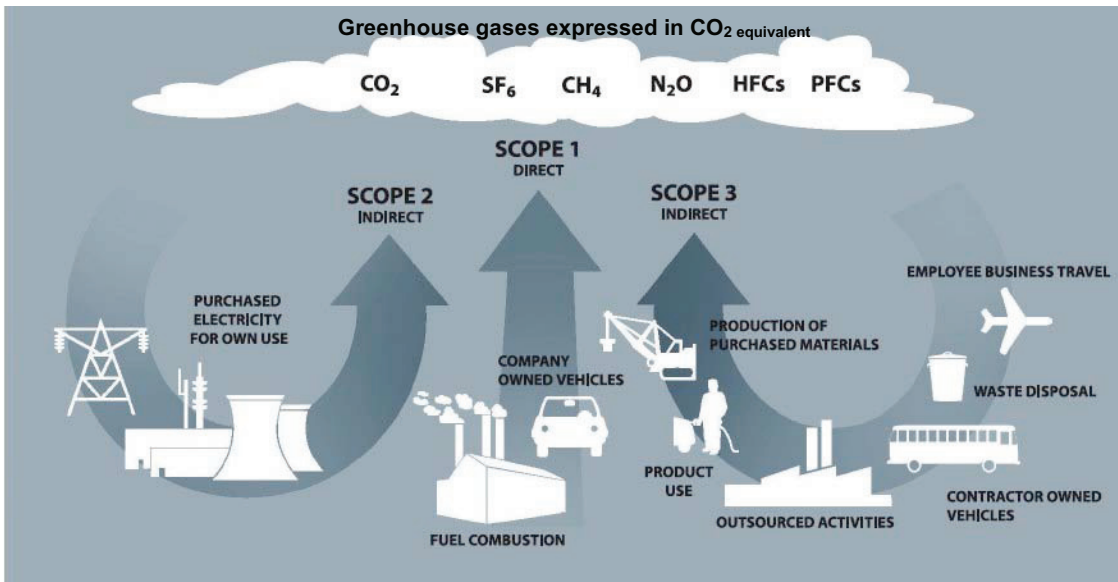 Greenhouse gases expressed in CO₂ equivalent
CO₂ SF₆ CH₄ N₂O HFCs PFCs
SCOPE 1
DIRECT
SCOPE 2
INDIRECT
SCOPE 3
INDIRECT
PURCHASED
ELECTRICITY
FOR OWN USE
COMPANY
OWNED VEHICLES
FUEL COMBUSTION
PRODUCTION OF
PURCHASED MATERIALS
PRODUCT
USE
OUTSOURCED ACTIVITIES
EMPLOYEE BUSINESS TRAVEL
WASTE DISPOSAL
CONTRACTOR OWNED
VEHICLES